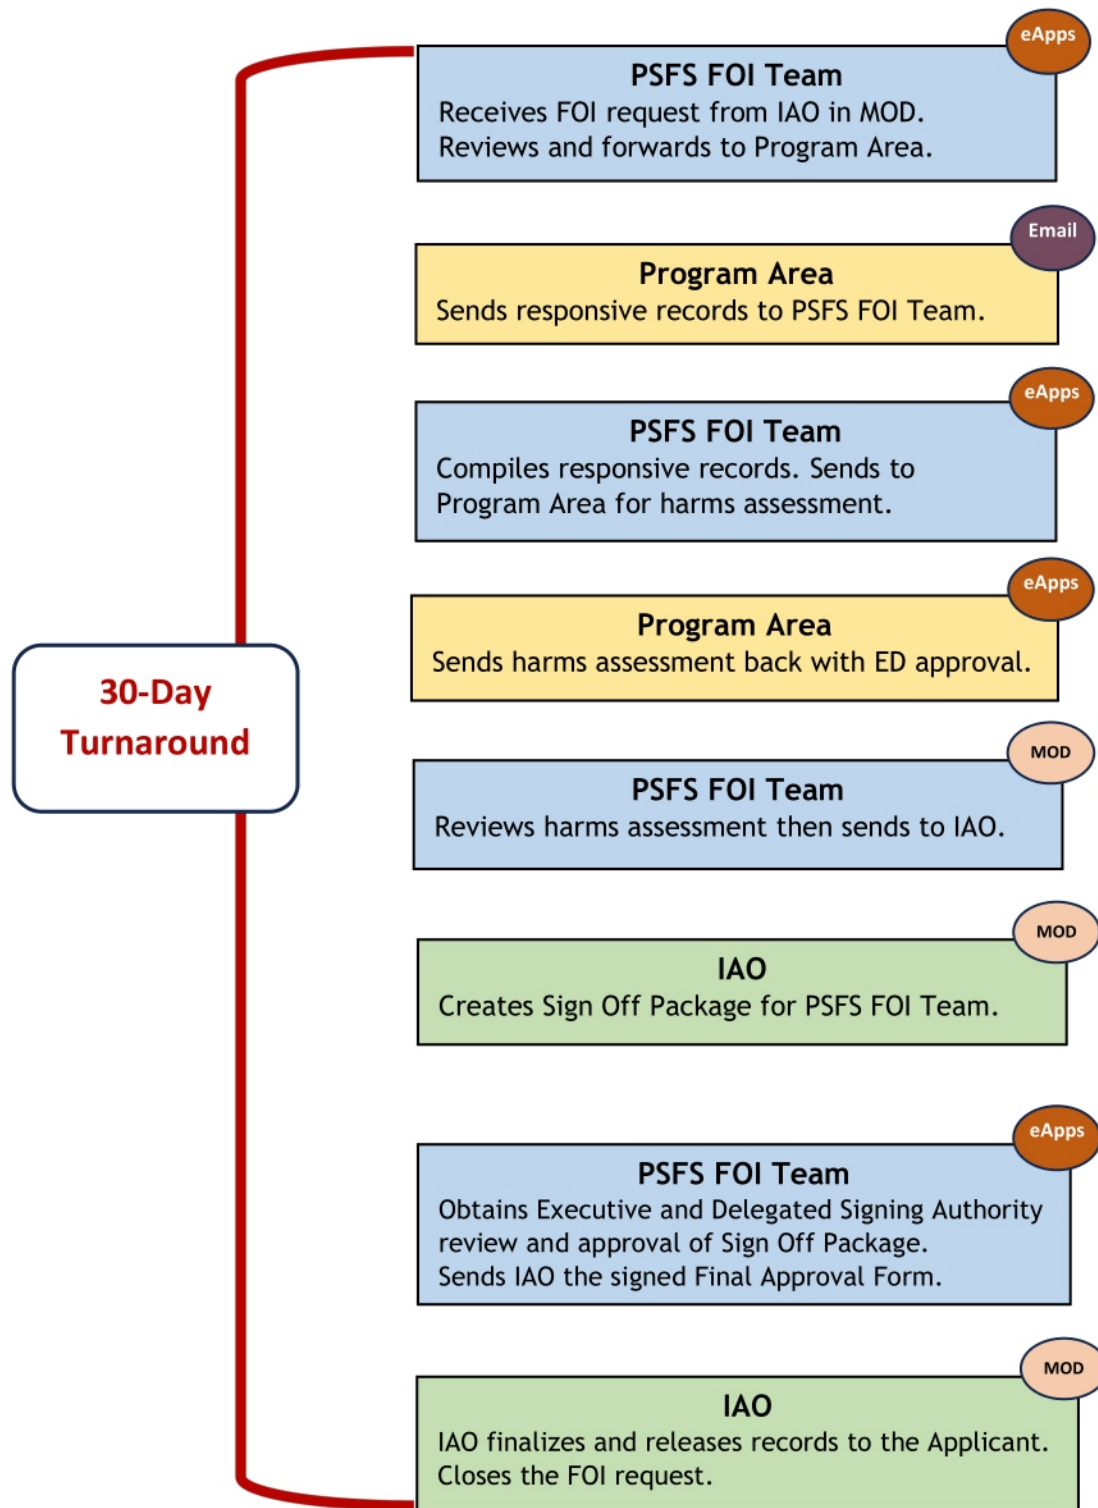 eApps
PSFS FOI Team
Receives FOI request from IAO in MOD.
Reviews and forwards to Program Area.
Email
Program Area
Sends responsive records to PSFS FOI Team.
eApps
PSFS FOI Team
Compiles responsive records. Sends to
Program Area for harms assessment.
eApps
Program Area
Sends harms assessment back with ED approval.
30-Day
Turnaround
MOD
PSFS FOI Team
Reviews harms assessment then sends to IAO.
MOD
IAO
Creates Sign Off Package for PSFS FOI Team.
eApps
PSFS FOI Team
Obtains Executive and Delegated Signing Authority
review and approval of Sign Off Package.
Sends IAO the signed Final Approval Form.
MOD
IAO
IAO finalizes and releases records to the Applicant.
Closes the FOI request.